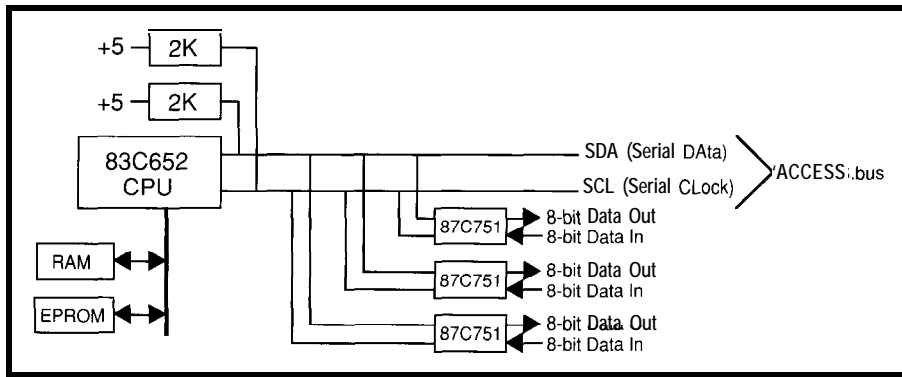 +5
2K
+5
2K
83C652
CPU
SDA (Serial DAta)
SCL (Serial CLock)
'ACCESS.bus
RAM
EPROM
87C751
8-bit Data Out
8-bit Data In
87C751
8-bit Data Out
8-bit Data In
87C751
8-bit Data Out
8-bit Data In